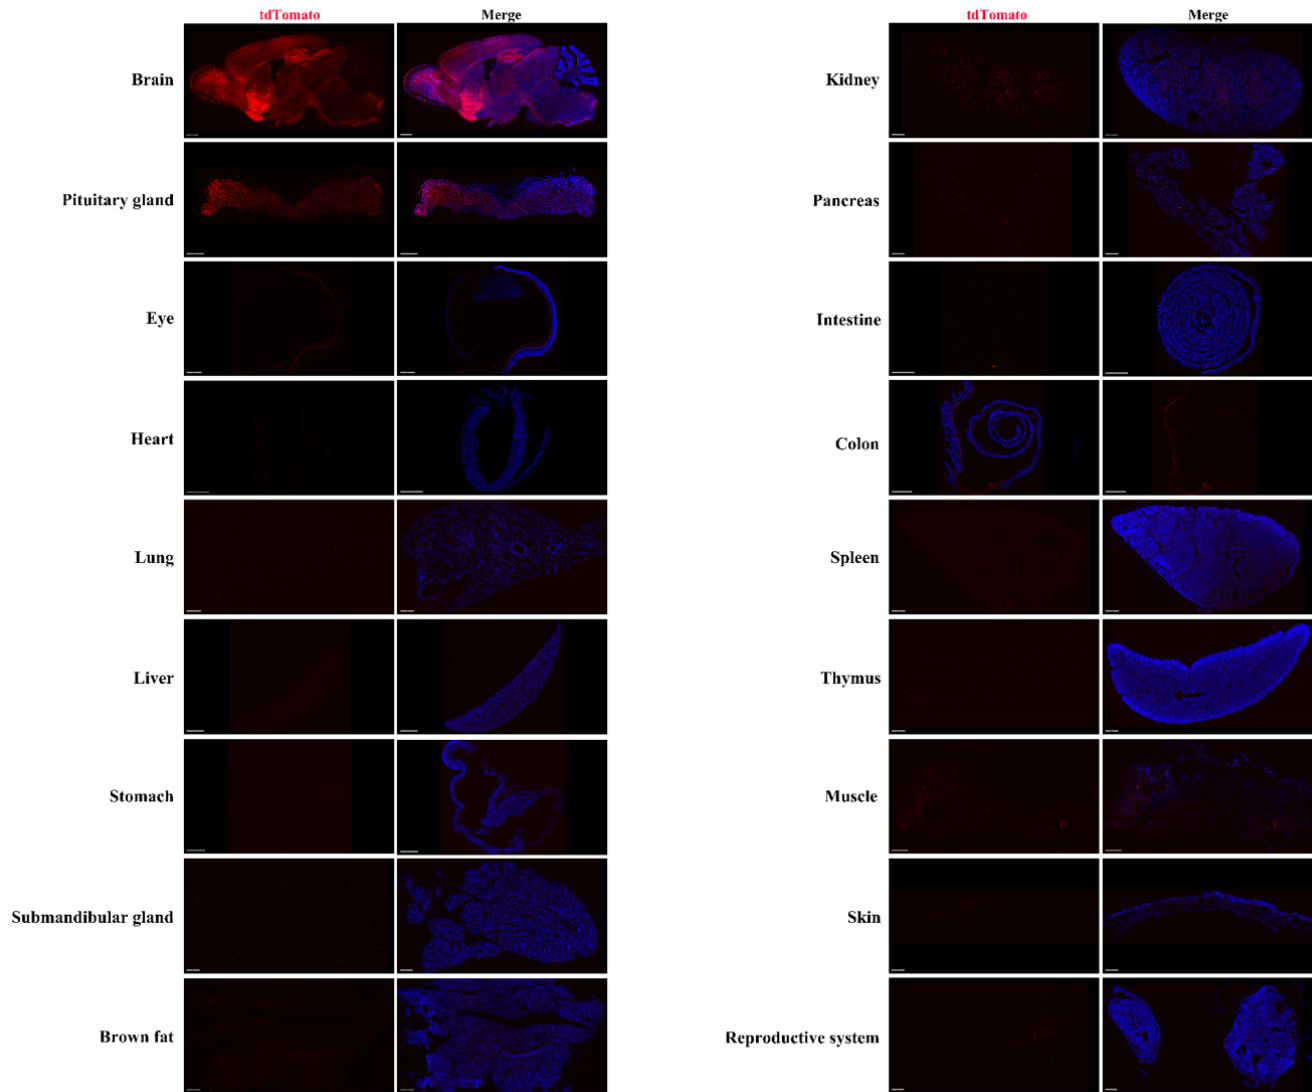 tdTomato Merge
Brain
Pituitary gland
Eye
Heart
Lung
Liver
Stomach
Submandibular gland
Brown fat
tdTomato Merge
Kidney
Pancreas
Intestine
Colon
Spleen
Thymus
Muscle
Skin
Reproductive system